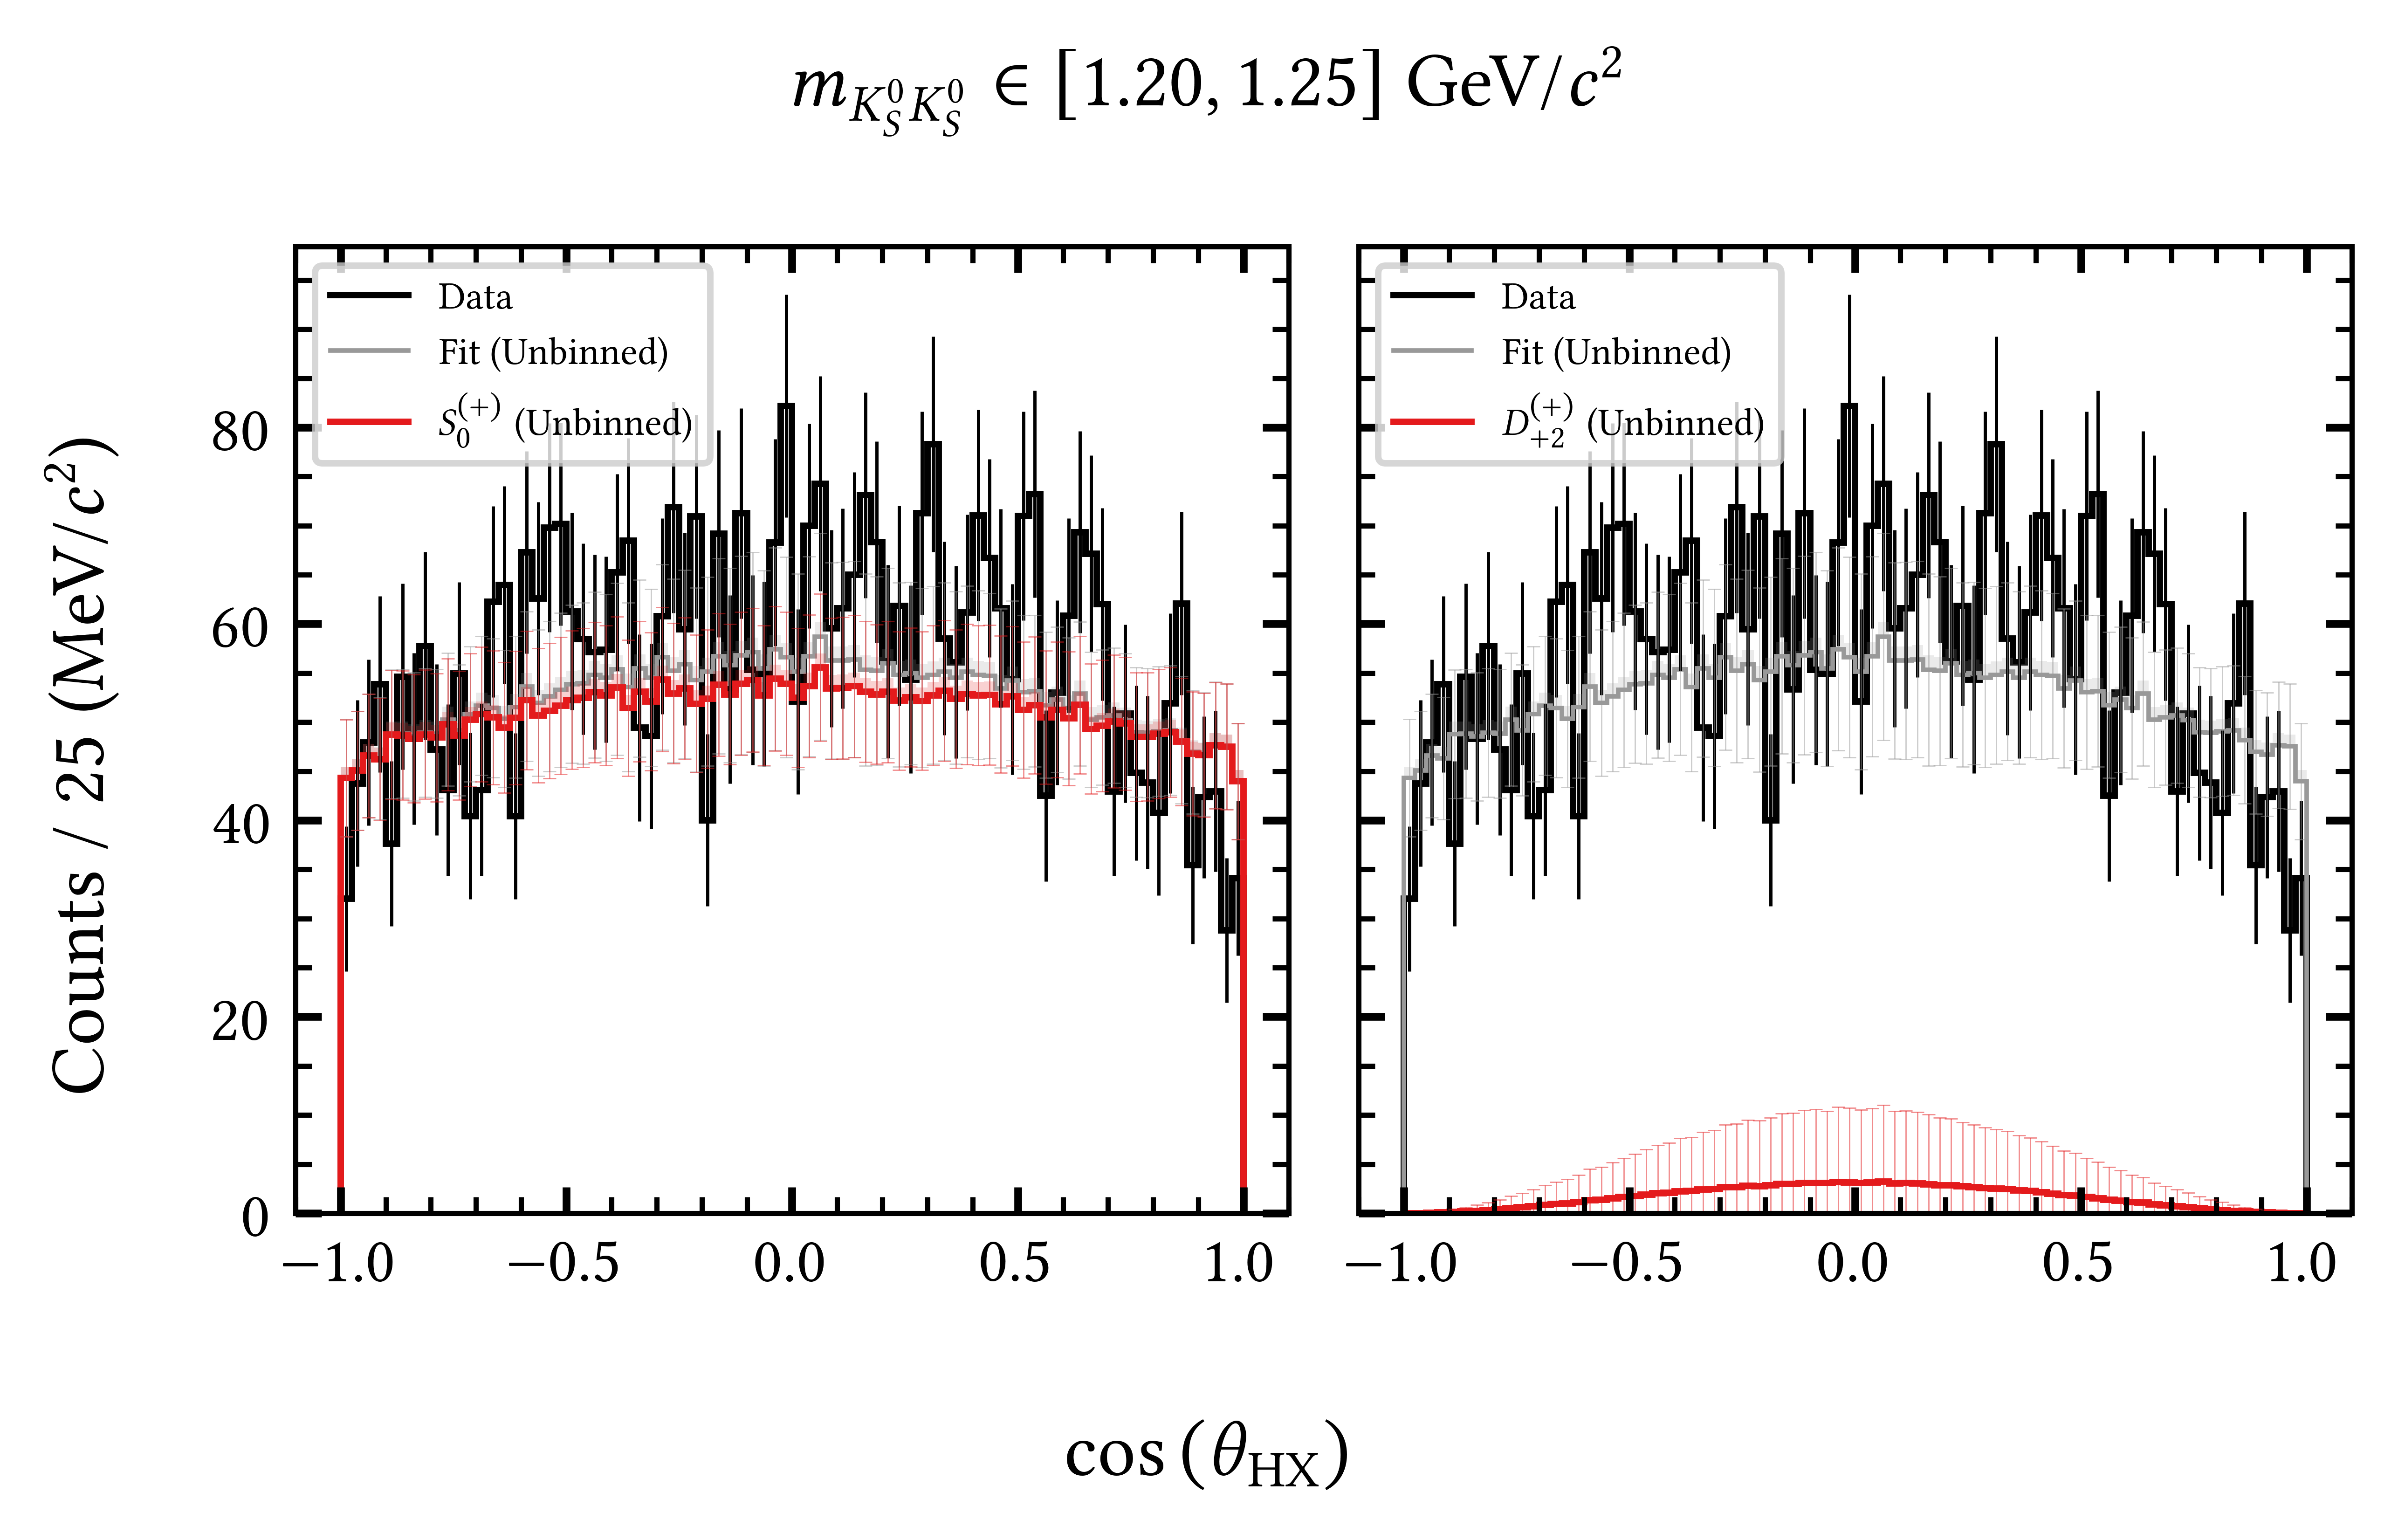 m_{K_S^0 K_S^0} ∈ [1.20, 1.25] GeV/c²
Data
Fit (Unbinned)
S_0^{(+)} (Unbinned)
Data
Fit (Unbinned)
D_{+2}^{(+)} (Unbinned)
Counts / 25 (MeV/c²)
80
60
40
20
0
−1.0 −0.5 0.0 0.5 1.0
−1.0 −0.5 0.0 0.5 1.0
cos (θ_{HX})